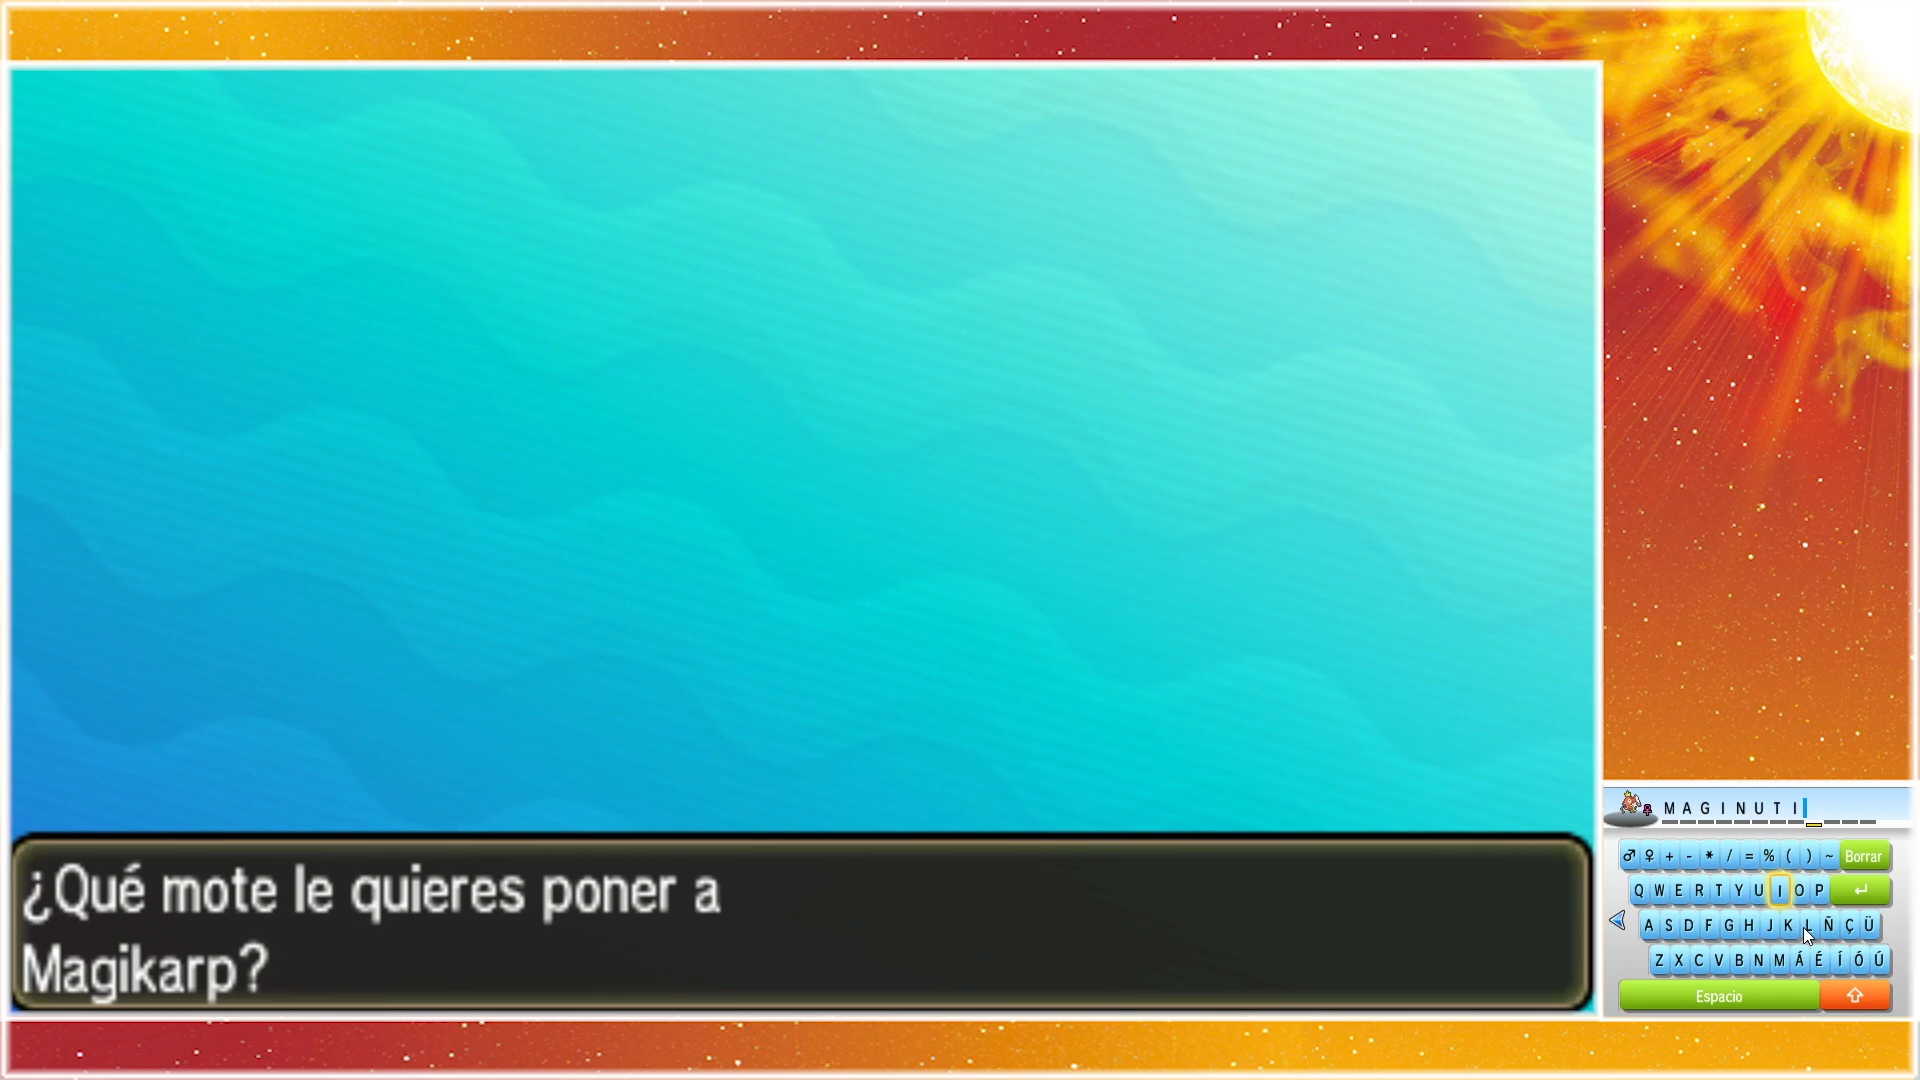 ¿Qué mote le quieres poner a
Magikarp?
MAGINUTI
♂ ♀ + - * / = % ( ) ~ Borrar
Q W E R T Y U I O P
A S D F G H J K L Ñ Ç Ü
Z X C V B N M Á É Í Ó Ú
Espacio